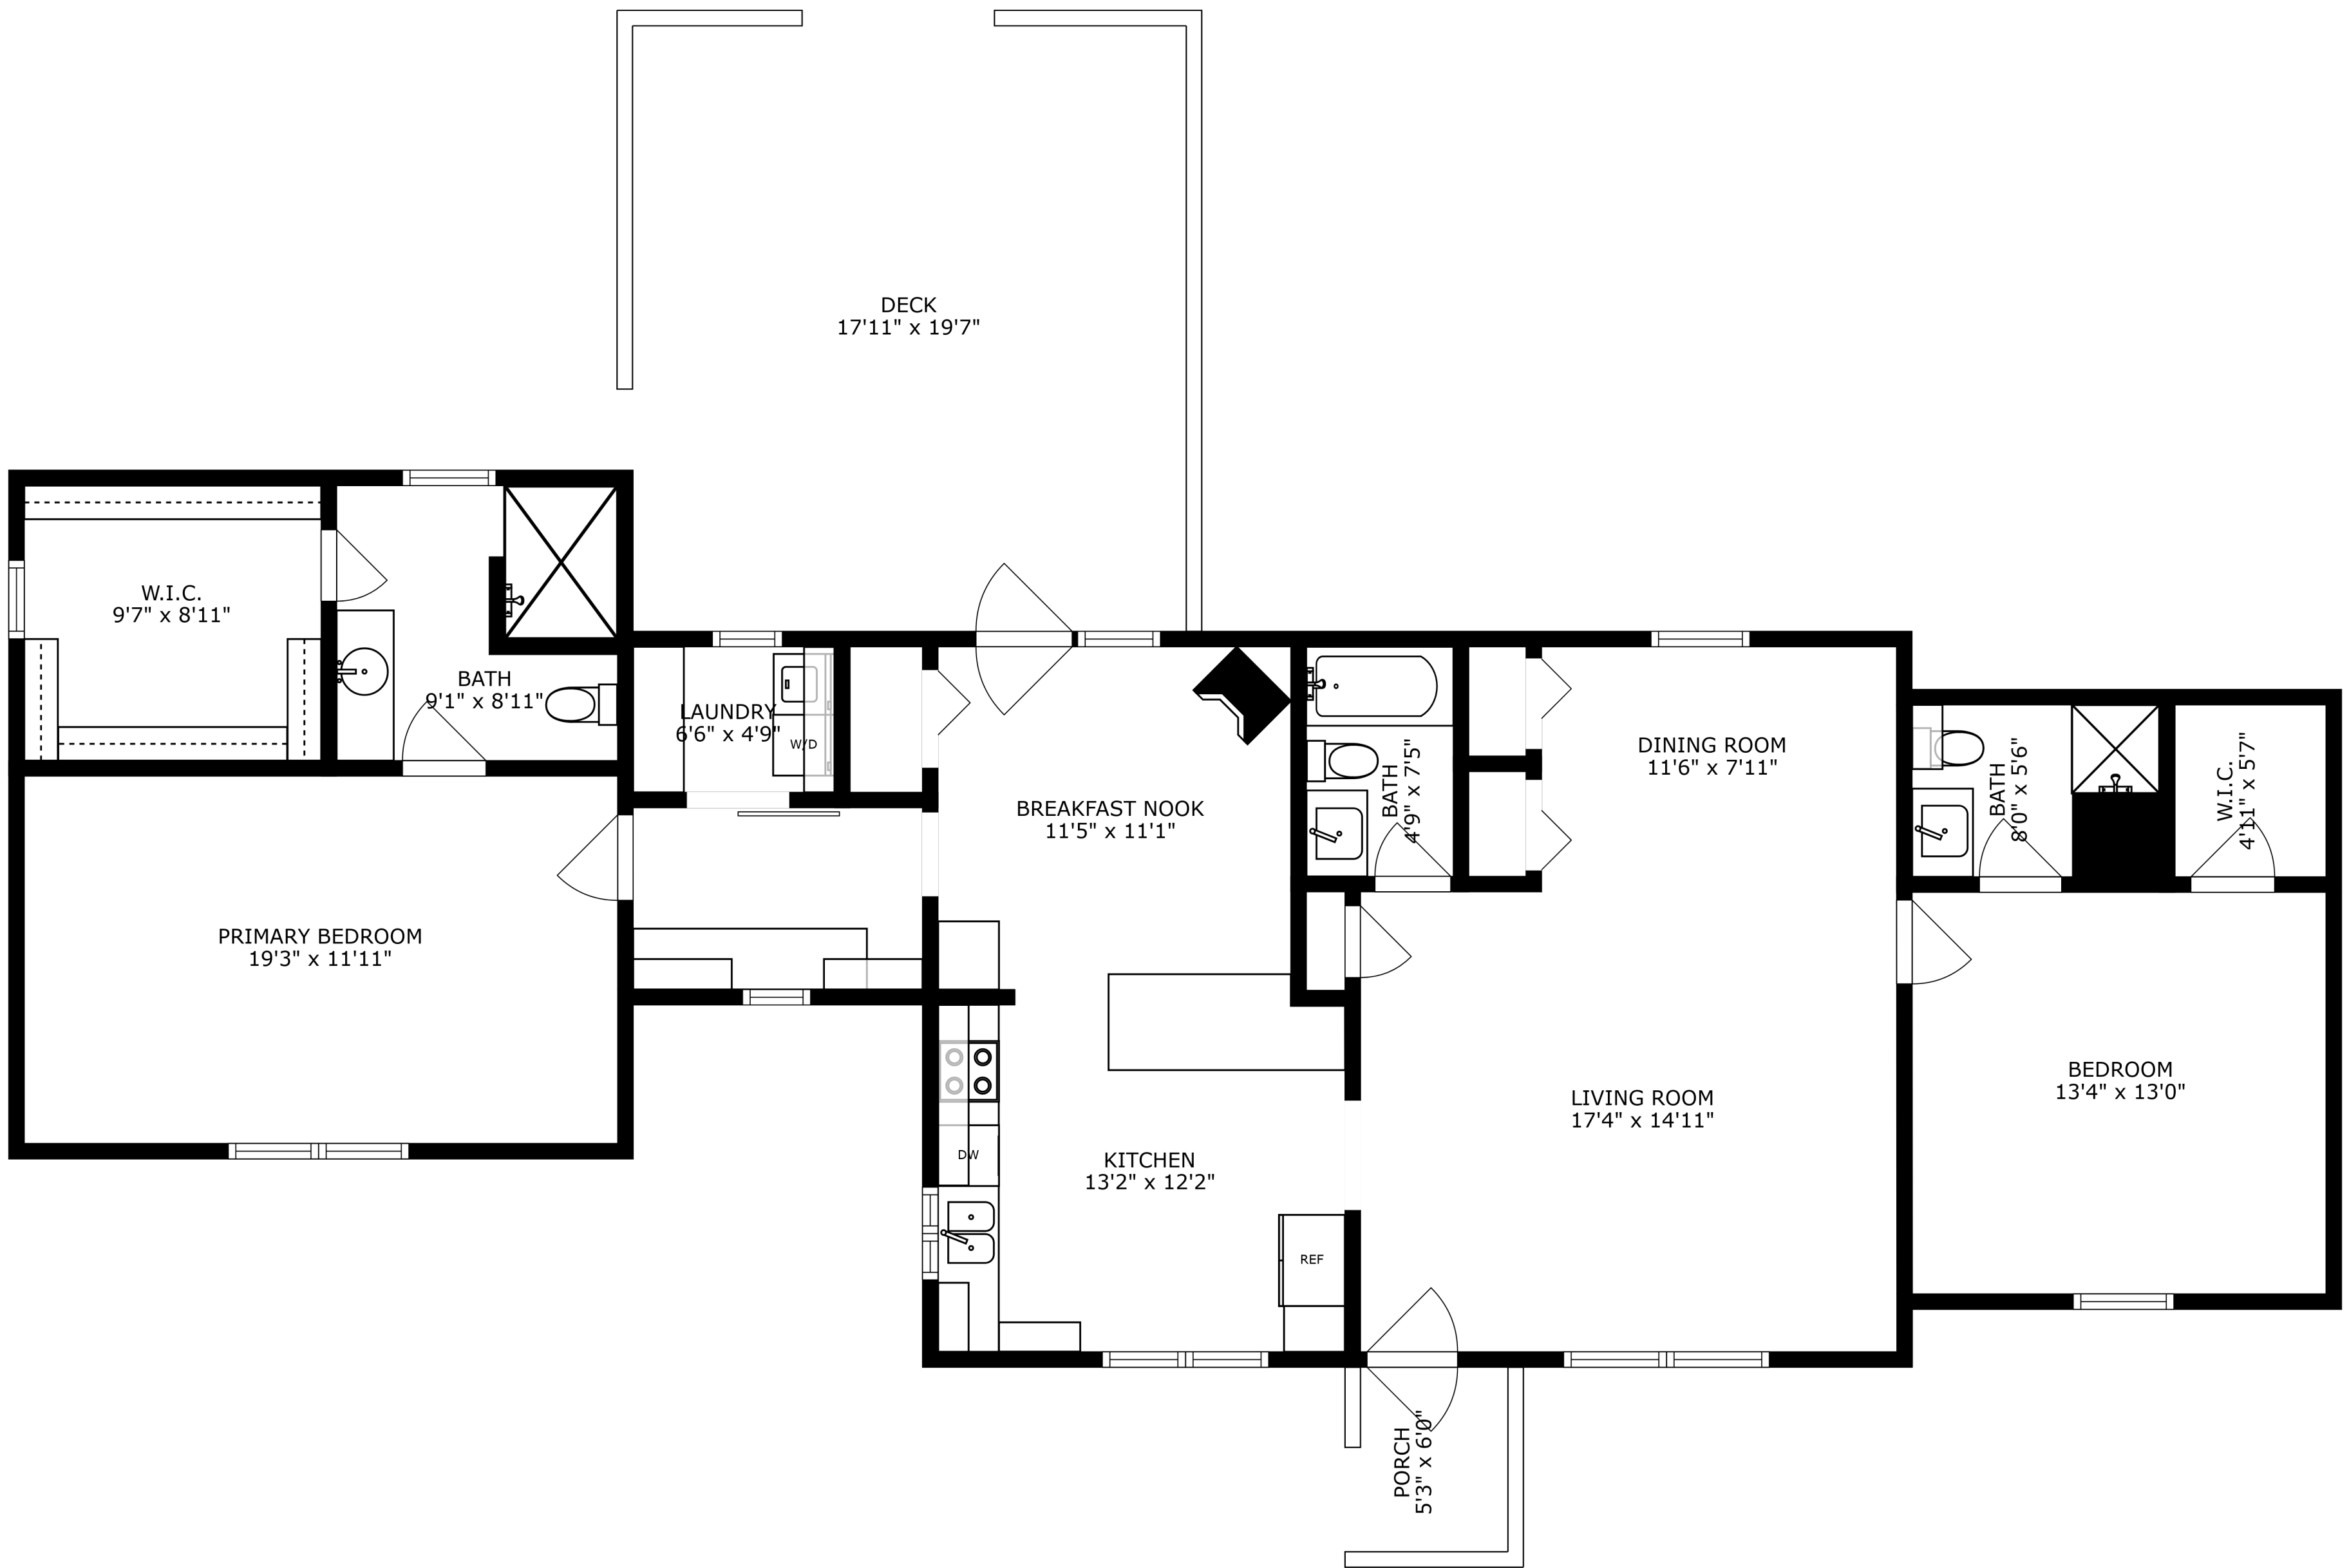 DECK
17'11" x 19'7"
W.I.C.
9'7" x 8'11"
BATH
9'1" x 8'11"
LAUNDRY
6'6" x 4'9"
W/D
BREAKFAST NOOK
11'5" x 11'1"
BATH
4'9" x 7'5"
DINING ROOM
11'6" x 7'11"
BATH
8'0" x 5'6"
W.I.C.
4'11" x 5'7"
PRIMARY BEDROOM
19'3" x 11'11"
LIVING ROOM
17'4" x 14'11"
BEDROOM
13'4" x 13'0"
DW
KITCHEN
13'2" x 12'2"
REF
PORCH
5'3" x 6'0"